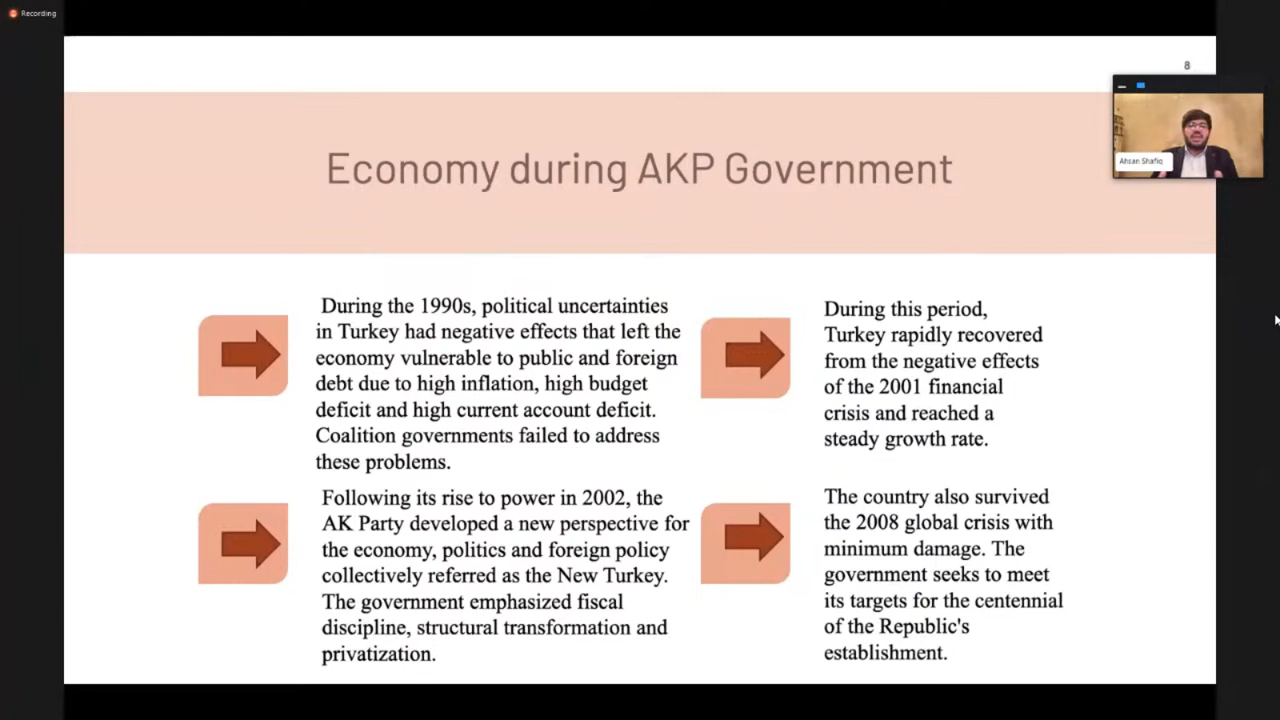 Recording
8
Ahsan Shafiq
Economy during AKP Government
During the 1990s, political uncertainties
in Turkey had negative effects that left the
economy vulnerable to public and foreign
debt due to high inflation, high budget
deficit and high current account deficit.
Coalition governments failed to address
these problems.
During this period,
Turkey rapidly recovered
from the negative effects
of the 2001 financial
crisis and reached a
steady growth rate.
Following its rise to power in 2002, the
AK Party developed a new perspective for
the economy, politics and foreign policy
collectively referred as the New Turkey.
The government emphasized fiscal
discipline, structural transformation and
privatization.
The country also survived
the 2008 global crisis with
minimum damage. The
government seeks to meet
its targets for the centennial
of the Republic's
establishment.